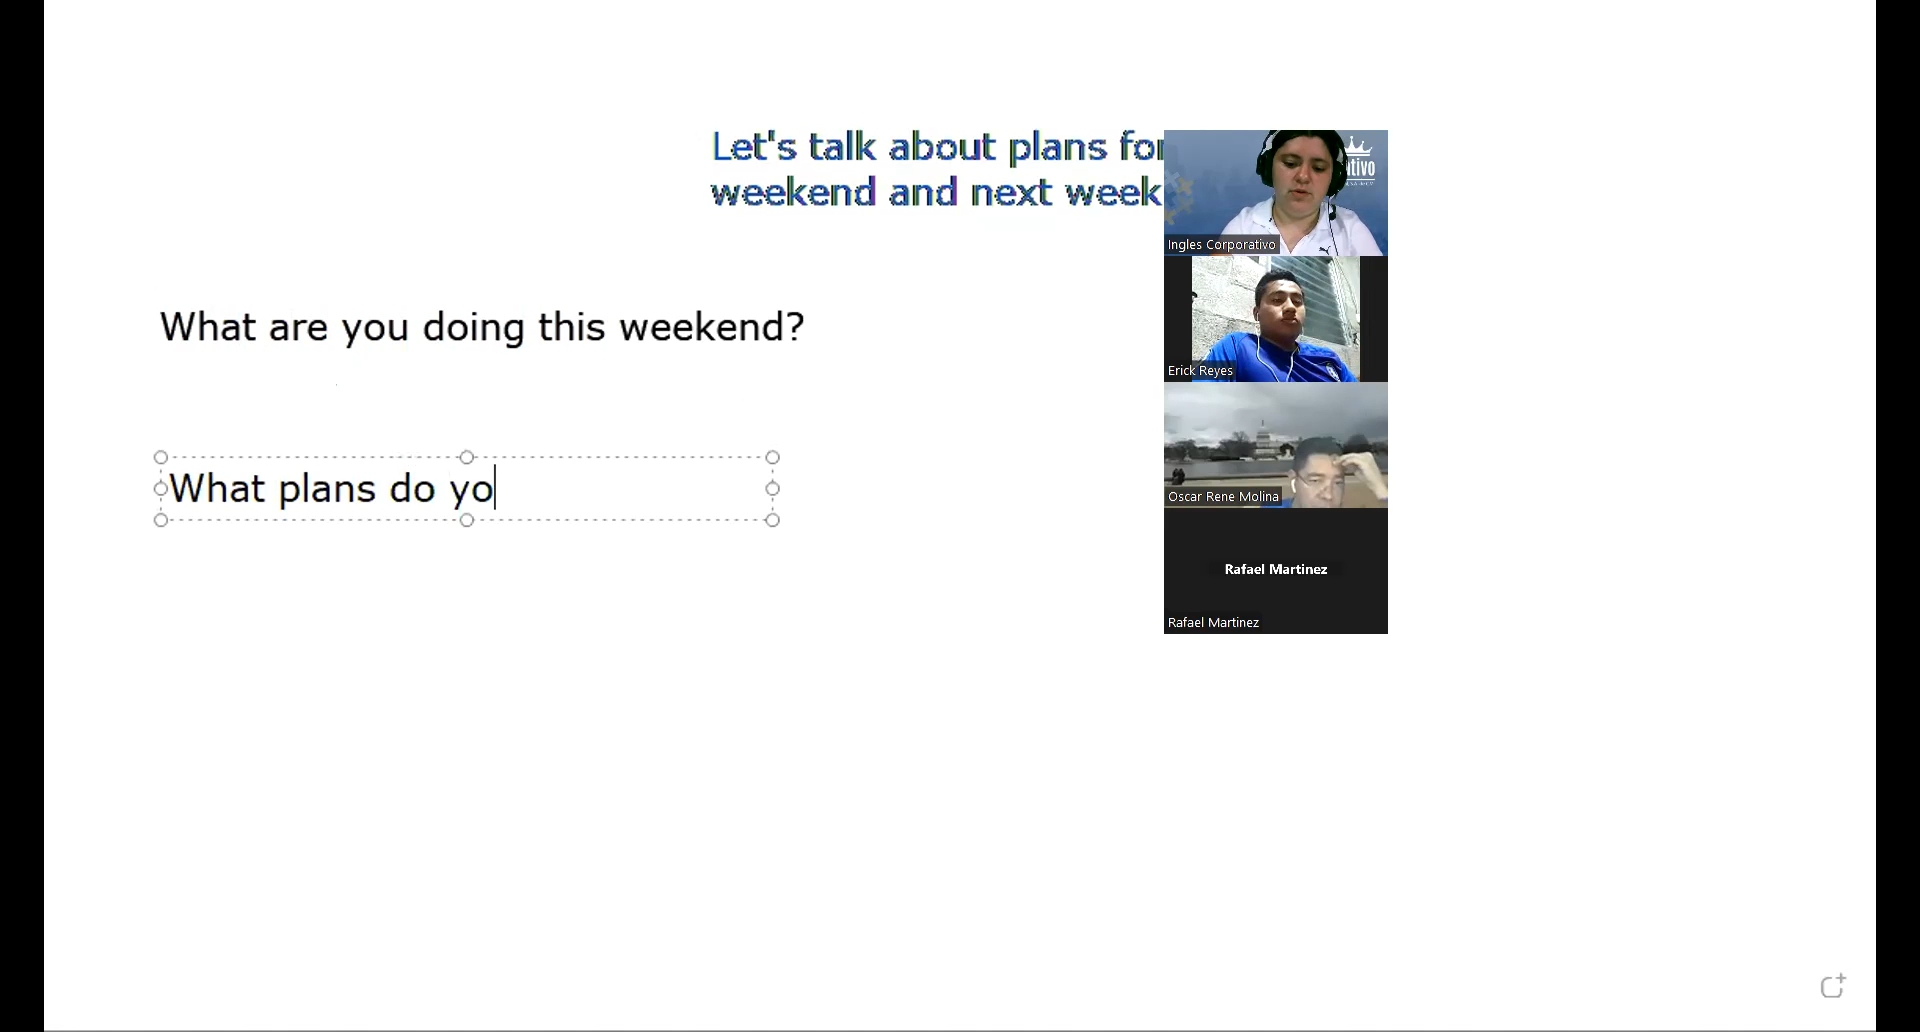 Let's talk about plans for
weekend and next week
ativo
Ingles Corporativo
What are you doing this weekend?
Erick Reyes
What plans do yo
Oscar Rene Molina
Rafael Martinez
Rafael Martinez